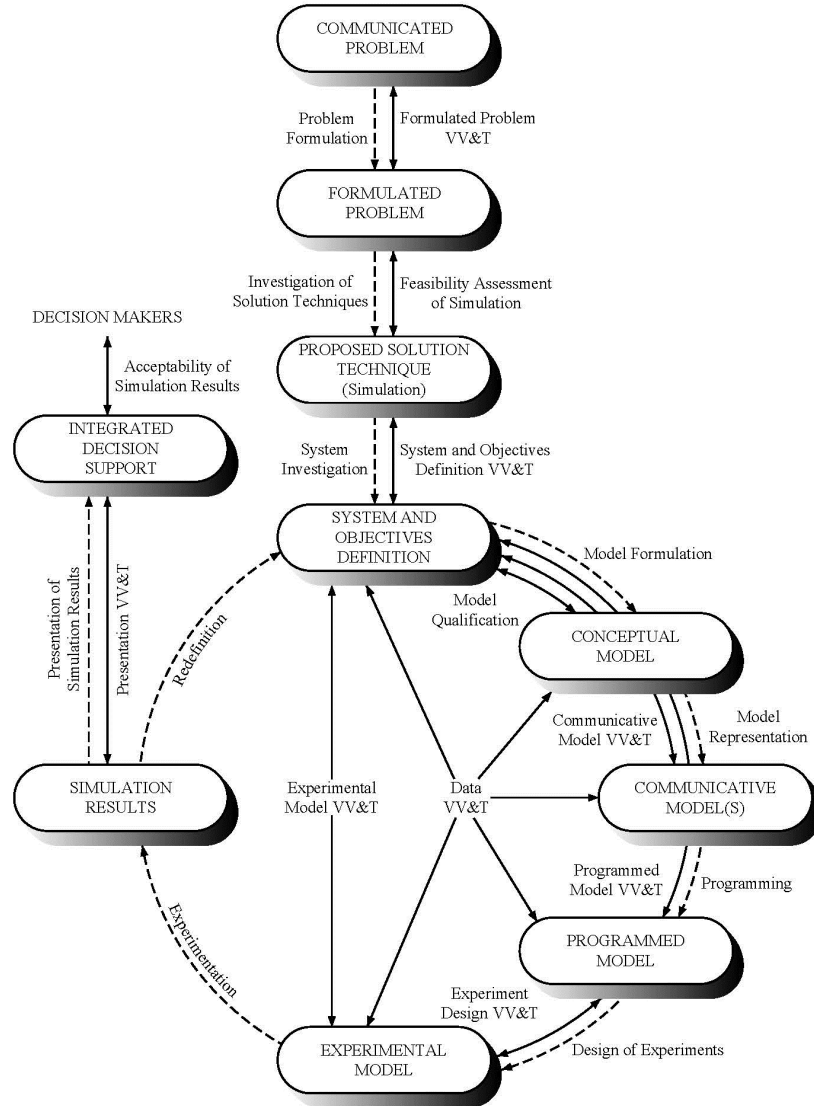 COMMUNICATED
PROBLEM
Problem
Formulation
Formulated Problem
VV&T
FORMULATED
PROBLEM
Investigation of
Solution Techniques
Feasibility Assessment
of Simulation
DECISION MAKERS
Acceptability of
Simulation Results
PROPOSED SOLUTION
TECHNIQUE
(Simulation)
INTEGRATED
DECISION
SUPPORT
System
Investigation
System and Objectives
Definition VV&T
SYSTEM AND
OBJECTIVES
DEFINITION
Model Formulation
Model
Qualification
Presentation of
Simulation Results
Presentation VV&T
Redefinition
CONCEPTUAL
MODEL
Communicative
Model VV&T
Model
Representation
SIMULATION
RESULTS
Experimental
Model VV&T
Data
VV&T
COMMUNICATIVE
MODEL(S)
Programmed
Model VV&T
Programming
Experimentation
PROGRAMMED
MODEL
Experiment
Design VV&T
Design of Experiments
EXPERIMENTAL
MODEL